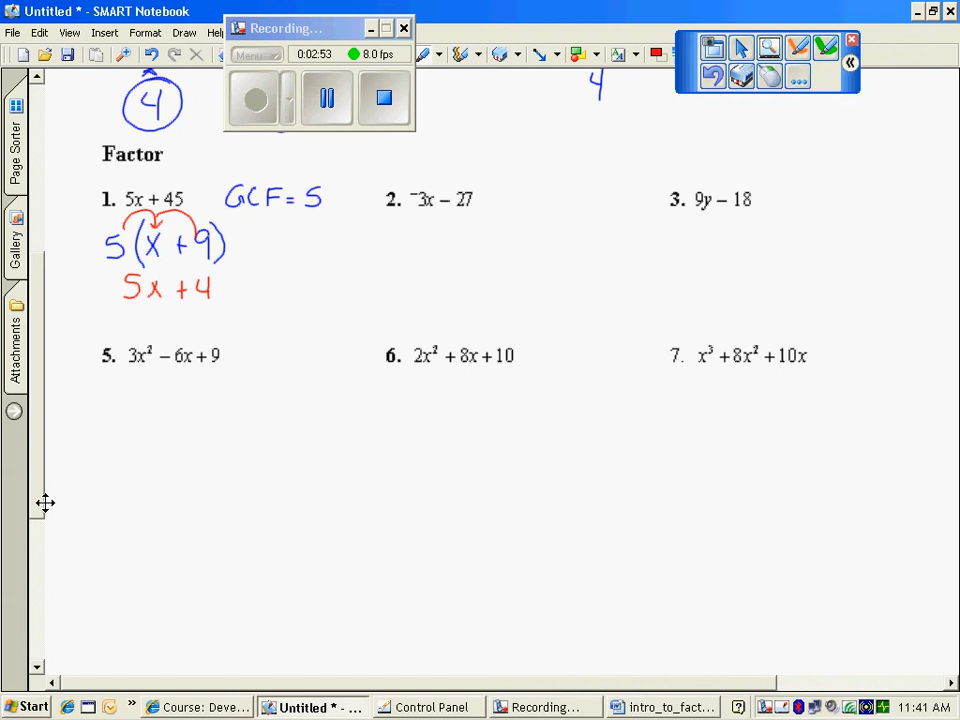 Untitled * - SMART Notebook
File Edit View Insert Format Draw
Recording...
Menu
0:02:53 8.0 fps
4 4
Page Sorter
Gallery
Attachments
Factor
1. 5x + 45 GCF = 5 2. ⁻3x − 27 3. 9y − 18
5(x + 9)
5x + 4
5. 3x² − 6x + 9 6. 2x² + 8x + 10 7. x³ + 8x² + 10x
Start » Course: Deve... Untitled * - ... Control Panel Recording... intro_to_fact... 11:41 AM